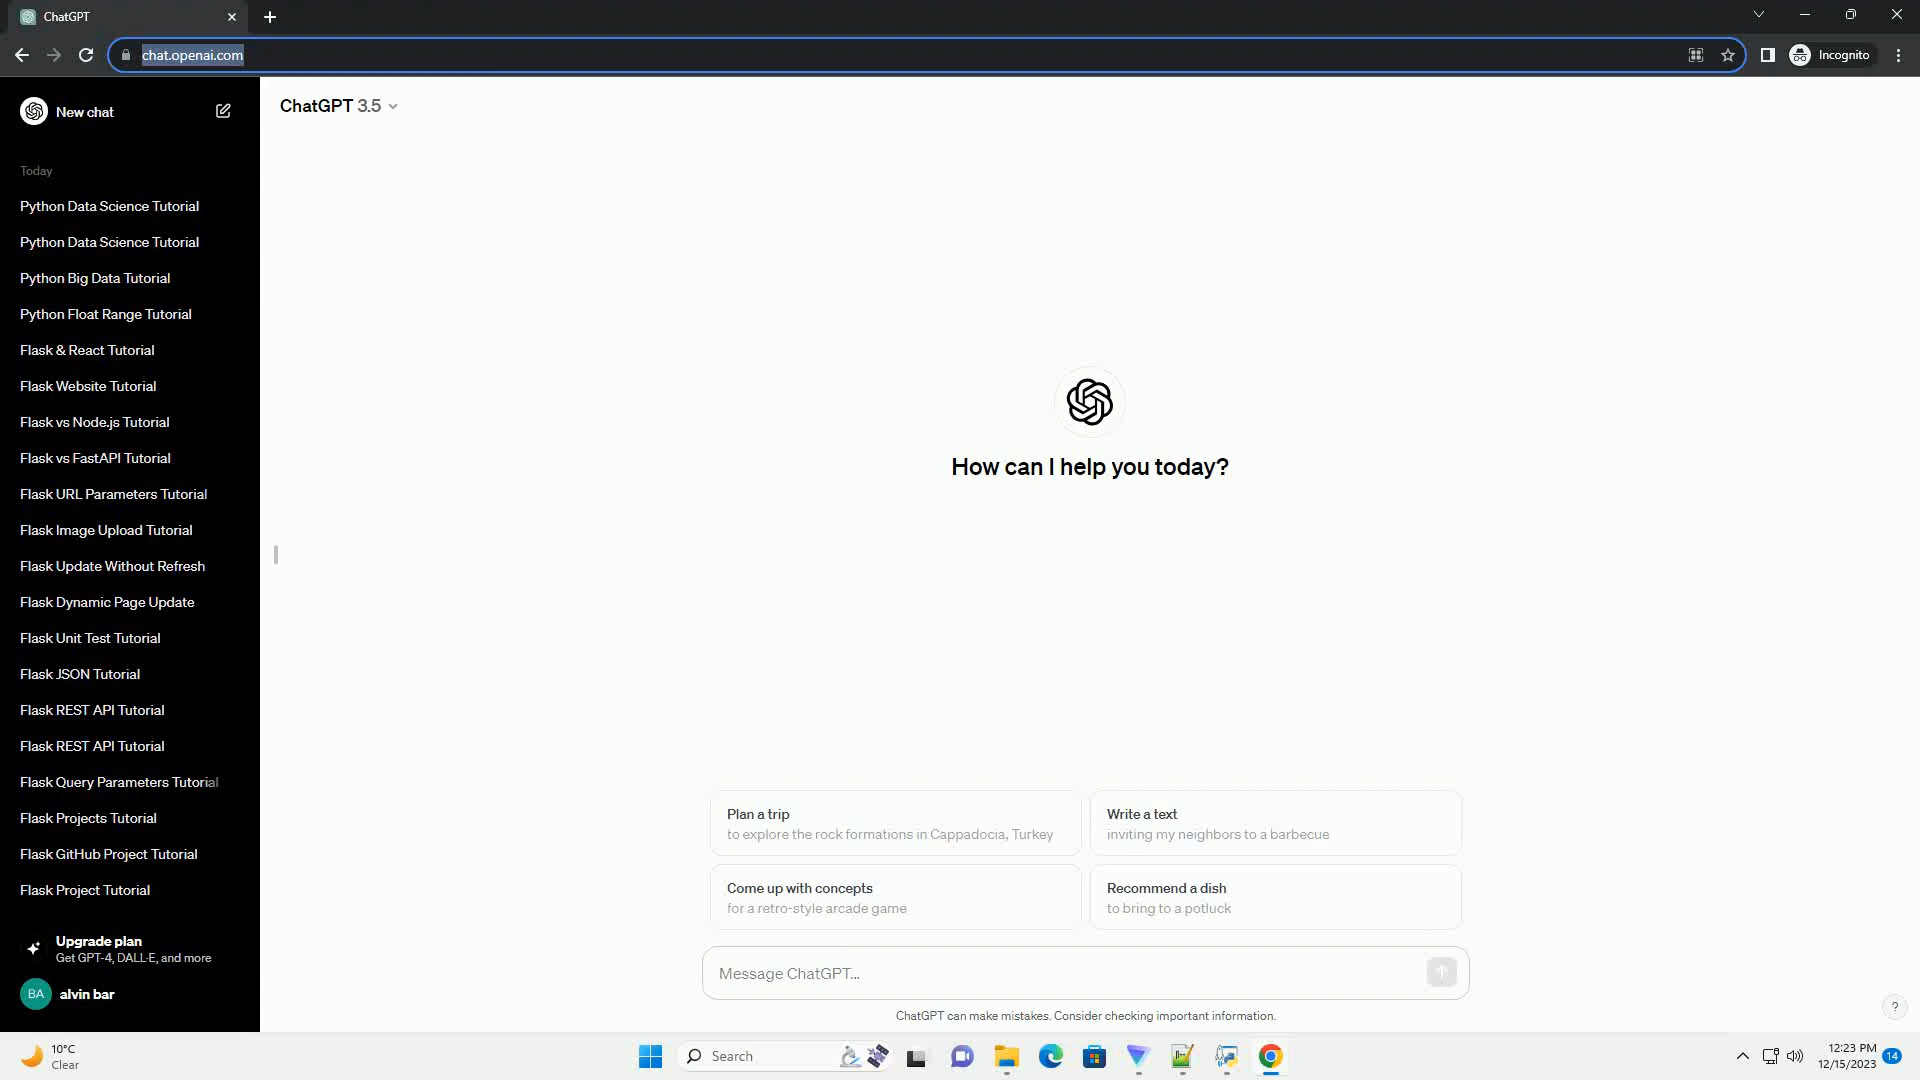 ChatGPT
chat.openai.com
Incognito
New chat
ChatGPT 3.5
Today
Python Data Science Tutorial
Python Data Science Tutorial
Python Big Data Tutorial
Python Float Range Tutorial
Flask & React Tutorial
Flask Website Tutorial
Flask vs Node.js Tutorial
Flask vs FastAPI Tutorial
Flask URL Parameters Tutorial
Flask Image Upload Tutorial
Flask Update Without Refresh
Flask Dynamic Page Update
Flask Unit Test Tutorial
Flask JSON Tutorial
Flask REST API Tutorial
Flask REST API Tutorial
Flask Query Parameters Tutorial
Flask Projects Tutorial
Flask GitHub Project Tutorial
Flask Project Tutorial
Upgrade plan
Get GPT-4, DALL·E, and more
BA alvin bar
How can I help you today?
Plan a trip
to explore the rock formations in Cappadocia, Turkey
Write a text
inviting my neighbors to a barbecue
Come up with concepts
for a retro-style arcade game
Recommend a dish
to bring to a potluck
Message ChatGPT...
ChatGPT can make mistakes. Consider checking important information.
?
10°C
Clear
Search
12:23 PM
12/15/2023
14